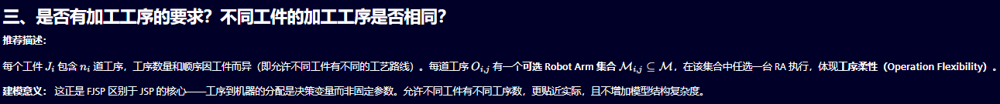 三、是否有加工工序的要求？不同工件的加工工序是否相同？
推荐描述：
每个工件 J_i 包含 n_i 道工序，工序数量和顺序因工件而异（即允许不同工件有不同的工艺路线）。每道工序 O_{i,j} 有一个可选 Robot Arm 集合 ℳ_{i,j} ⊆ ℳ，在该集合中任选一台 RA 执行，体现工序柔性（Operation Flexibility）。
建模意义： 这正是 FJSP 区别于 JSP 的核心——工序到机器的分配是决策变量而非固定参数。允许不同工件有不同工序数，更贴近实际，且不增加模型结构复杂度。